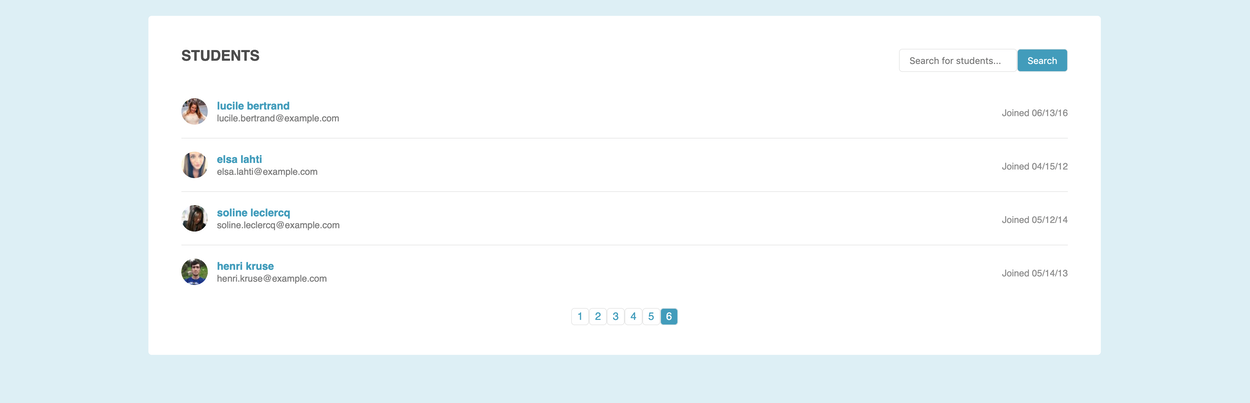 STUDENTS
Search for students...
Search
lucile bertrand
lucile.bertrand@example.com
Joined 06/13/16
elsa lahti
elsa.lahti@example.com
Joined 04/15/12
soline leclercq
soline.leclercq@example.com
Joined 05/12/14
henri kruse
henri.kruse@example.com
Joined 05/14/13
1 2 3 4 5 6